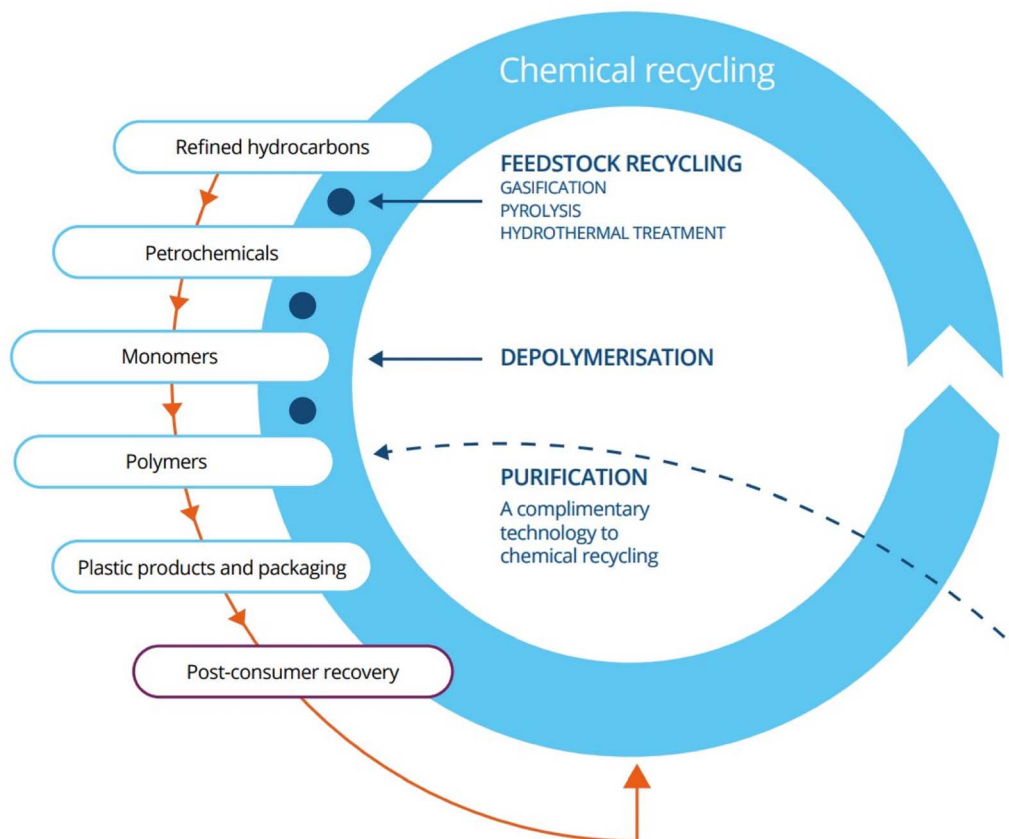 Chemical recycling
Refined hydrocarbons
FEEDSTOCK RECYCLING
GASIFICATION
PYROLYSIS
HYDROTHERMAL TREATMENT
Petrochemicals
Monomers
DEPOLYMERISATION
Polymers
PURIFICATION
A complimentary
technology to
chemical recycling
Plastic products and packaging
Post-consumer recovery